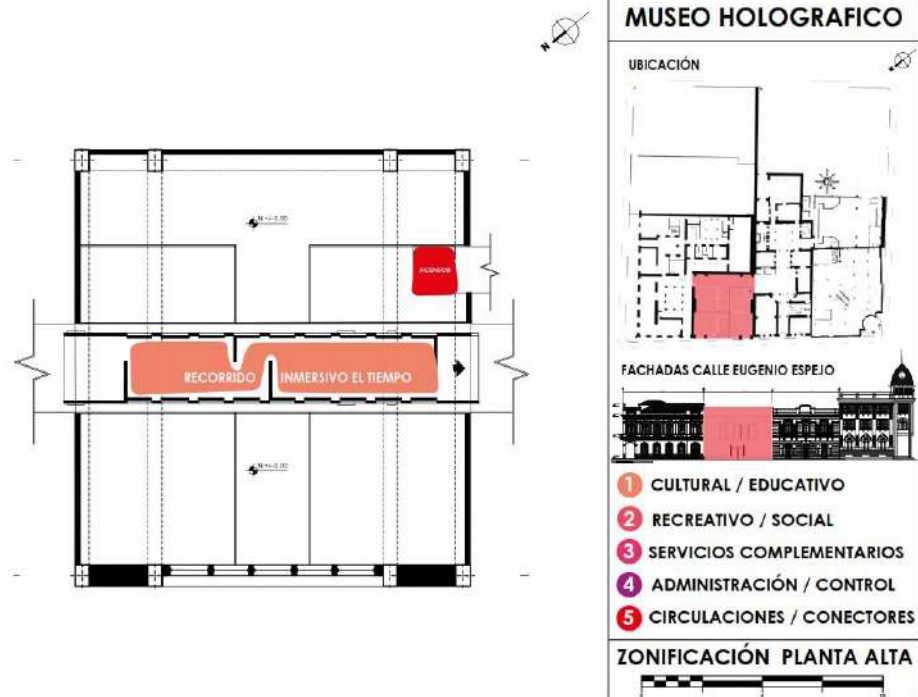 MUSEO HOLOGRAFICO
UBICACIÓN
N
ASCENSOR
RECORRIDO INMERSIVO EL TIEMPO
FACHADAS CALLE EUGENIO ESPEJO
1 CULTURAL / EDUCATIVO
2 RECREATIVO / SOCIAL
3 SERVICIOS COMPLEMENTARIOS
4 ADMINISTRACIÓN / CONTROL
5 CIRCULACIONES / CONECTORES
ZONIFICACIÓN PLANTA ALTA